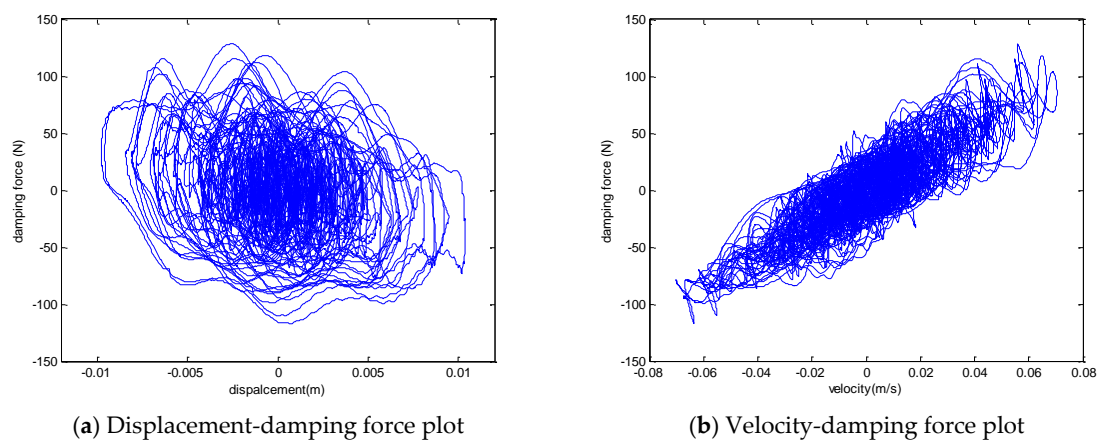 150
100
50
0
-50
-100
-150
damping force (N)
-0.01 -0.005 0 0.005 0.01
dispalcement(m)
(a) Displacement-damping force plot
150
100
50
0
-50
-100
-150
damping force (N)
-0.08 -0.06 -0.04 -0.02 0 0.02 0.04 0.06 0.08
velocity(m/s)
(b) Velocity-damping force plot